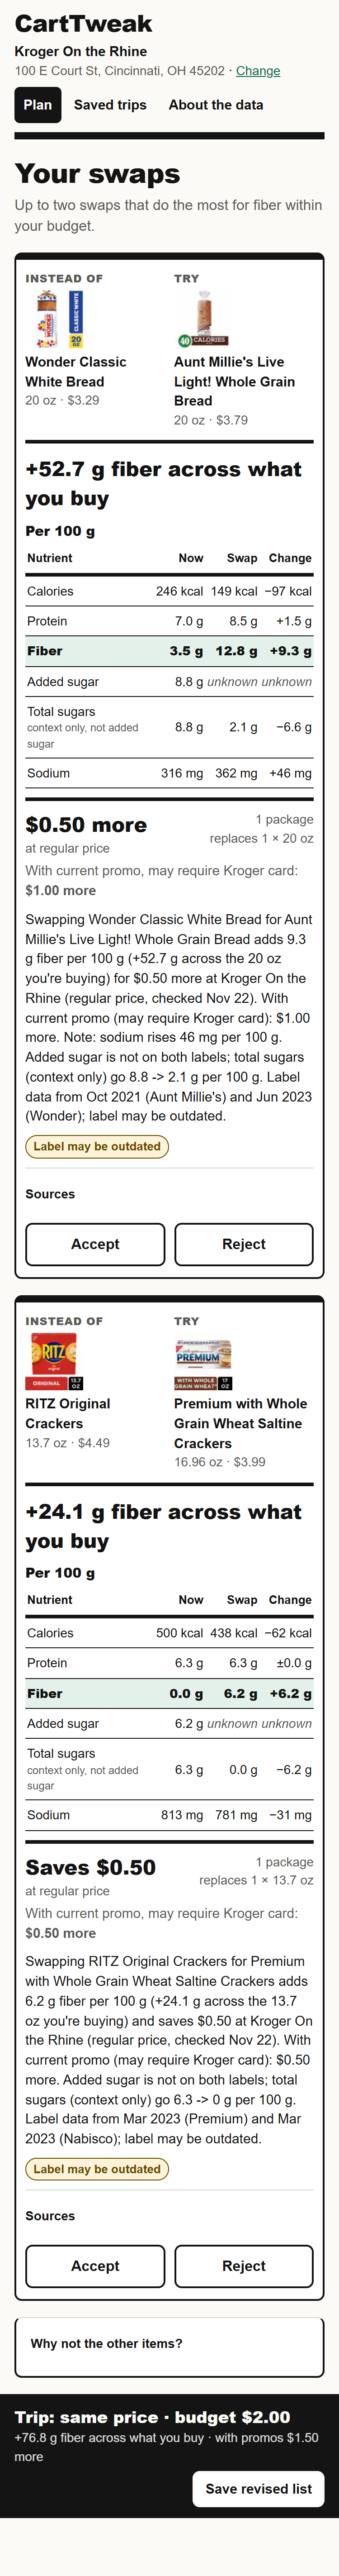 CartTweak
Kroger On the Rhine
100 E Court St, Cincinnati, OH 45202 · Change
Plan Saved trips About the data
Your swaps
Up to two swaps that do the most for fiber within
your budget.
INSTEAD OF TRY
WONDER CLASSIC WHITE 20 OZ
40 CALORIES
Wonder Classic
White Bread
20 oz · $3.29
Aunt Millie's Live
Light! Whole Grain
Bread
20 oz · $3.79
+52.7 g fiber across what
you buy
Per 100 g
Nutrient Now Swap Change
Calories 246 kcal 149 kcal −97 kcal
Protein 7.0 g 8.5 g +1.5 g
Fiber 3.5 g 12.8 g +9.3 g
Added sugar 8.8 g unknown unknown
Total sugars
context only, not added
sugar
8.8 g 2.1 g −6.6 g
Sodium 316 mg 362 mg +46 mg
$0.50 more
at regular price
1 package
replaces 1 × 20 oz
With current promo, may require Kroger card:
$1.00 more
Swapping Wonder Classic White Bread for Aunt
Millie's Live Light! Whole Grain Bread adds 9.3
g fiber per 100 g (+52.7 g across the 20 oz
you're buying) for $0.50 more at Kroger On the
Rhine (regular price, checked Nov 22). With
current promo (may require Kroger card): $1.00
more. Note: sodium rises 46 mg per 100 g.
Added sugar is not on both labels; total sugars
(context only) go 8.8 -> 2.1 g per 100 g. Label
data from Oct 2021 (Aunt Millie's) and Jun 2023
(Wonder); label may be outdated.
Label may be outdated
Sources
Accept Reject
INSTEAD OF TRY
RITZ
ORIGINAL 13.7 OZ
PREMIUM
WITH WHOLE GRAIN WHEAT 17 OZ
RITZ Original
Crackers
13.7 oz · $4.49
Premium with Whole
Grain Wheat Saltine
Crackers
16.96 oz · $3.99
+24.1 g fiber across what
you buy
Per 100 g
Nutrient Now Swap Change
Calories 500 kcal 438 kcal −62 kcal
Protein 6.3 g 6.3 g ±0.0 g
Fiber 0.0 g 6.2 g +6.2 g
Added sugar 6.2 g unknown unknown
Total sugars
context only, not added
sugar
6.3 g 0.0 g −6.2 g
Sodium 813 mg 781 mg −31 mg
Saves $0.50
at regular price
1 package
replaces 1 × 13.7 oz
With current promo, may require Kroger card:
$0.50 more
Swapping RITZ Original Crackers for Premium
with Whole Grain Wheat Saltine Crackers adds
6.2 g fiber per 100 g (+24.1 g across the 13.7
oz you're buying) and saves $0.50 at Kroger On
the Rhine (regular price, checked Nov 22). With
current promo (may require Kroger card): $0.50
more. Added sugar is not on both labels; total
sugars (context only) go 6.3 -> 0 g per 100 g.
Label data from Mar 2023 (Premium) and Mar
2023 (Nabisco); label may be outdated.
Label may be outdated
Sources
Accept Reject
Why not the other items?
Trip: same price · budget $2.00
+76.8 g fiber across what you buy · with promos $1.50
more
Save revised list